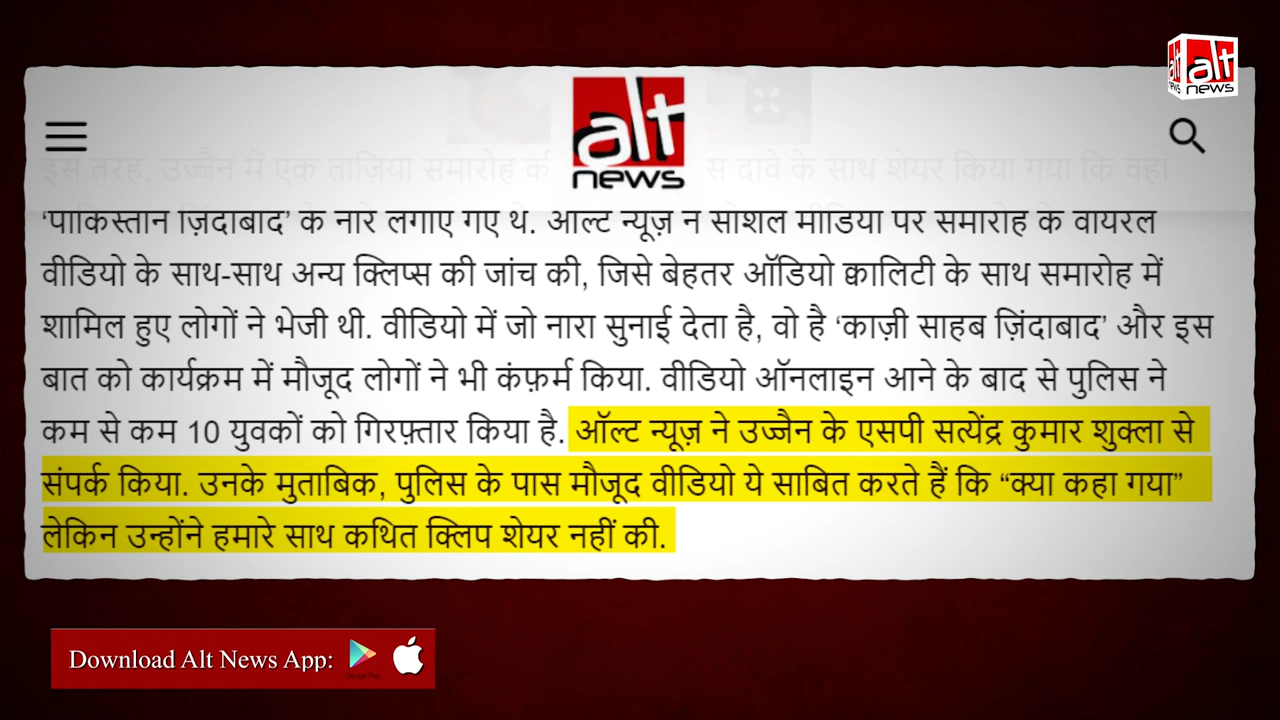 alt
news
alt
news
इस तरह, उज्जैन में एक ताज़िया समारोह स दावे के साथ शेयर किया गया कि वहां
‘पाकिस्तान ज़िंदाबाद’ के नारे लगाए गए थे. ऑल्ट न्यूज़ ने सोशल मीडिया पर समारोह के वायरल
वीडियो के साथ-साथ अन्य क्लिप्स की जांच की, जिसे बेहतर ऑडियो क्वालिटी के साथ समारोह में
शामिल हुए लोगों ने भेजी थी. वीडियो में जो नारा सुनाई देता है, वो है ‘काज़ी साहब ज़िंदाबाद’ और इस
बात को कार्यक्रम में मौजूद लोगों ने भी कंफ़र्म किया. वीडियो ऑनलाइन आने के बाद से पुलिस ने
कम से कम 10 युवकों को गिरफ़्तार किया है. ऑल्ट न्यूज़ ने उज्जैन के एसपी सत्येंद्र कुमार शुक्ला से
संपर्क किया. उनके मुताबिक, पुलिस के पास मौजूद वीडियो ये साबित करते हैं कि “क्या कहा गया”
लेकिन उन्होंने हमारे साथ कथित क्लिप शेयर नहीं की.
Download Alt News App:
Google Play